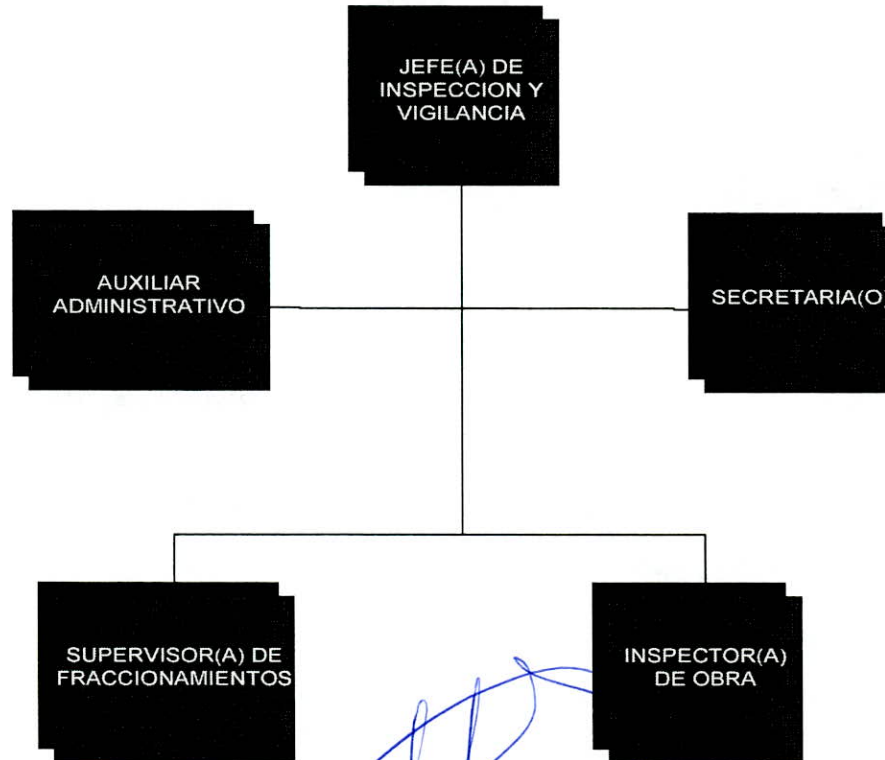 JEFE(A) DE
INSPECCION Y
VIGILANCIA
AUXILIAR
ADMINISTRATIVO
SECRETARIA(O)
SUPERVISOR(A) DE
FRACCIONAMIENTOS
INSPECTOR(A)
DE OBRA